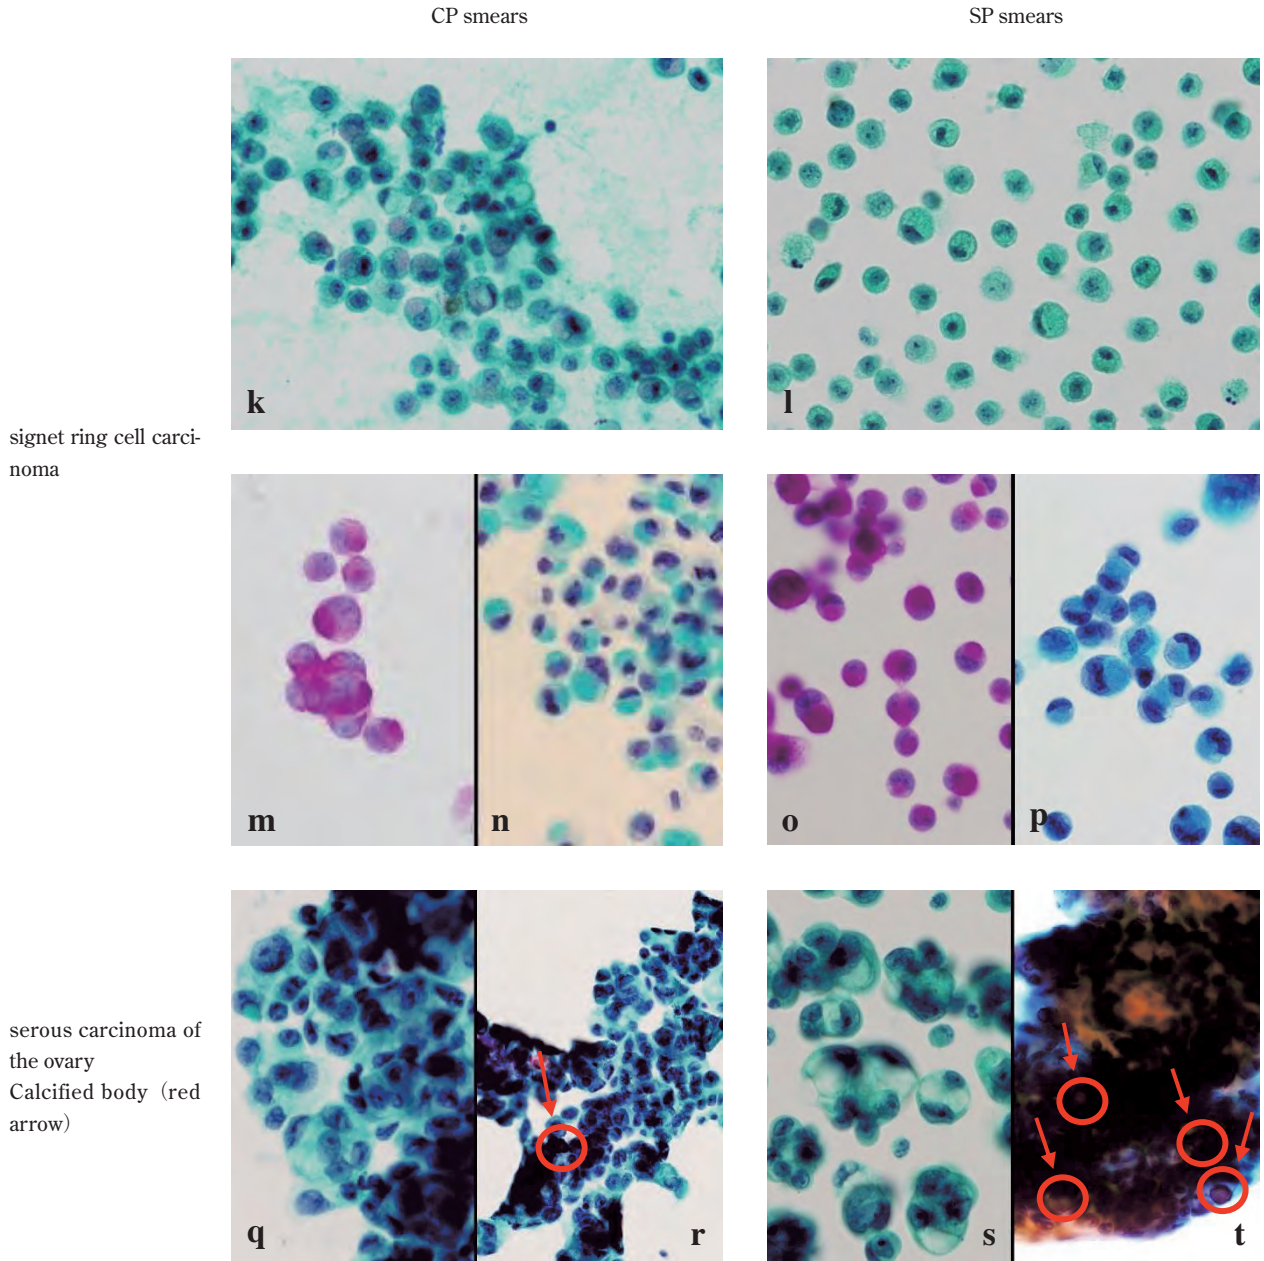 CP smears
SP smears
k
l
signet ring cell carci-
noma
m
n
o
p
serous carcinoma of
the ovary
Calcified body（red
arrow）
q
r
s
t